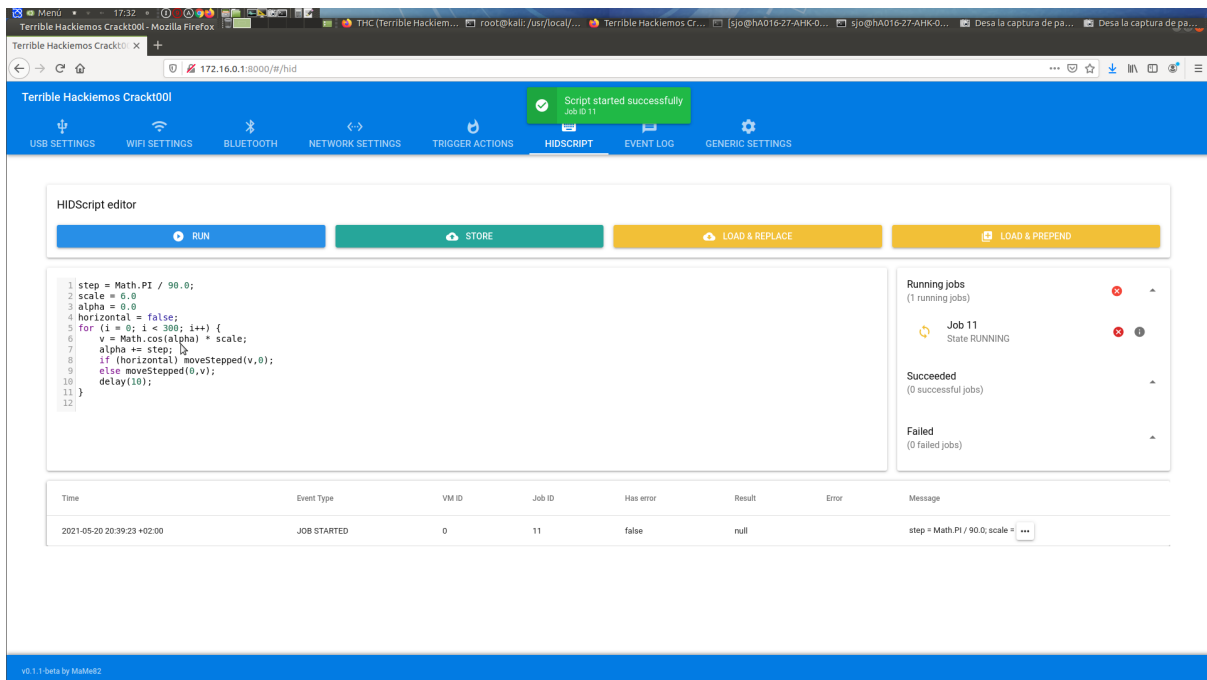 Menú 17:32
Terrible Hackiemos Crackt00l - Mozilla Firefox
THC (Terrible Hackiem... root@kali: /usr/local/... Terrible Hackiemos Cr... [sjo@hA016-27-AHK-0... sjo@hA016-27-AHK-0... Desa la captura de pa... Desa la captura de pa...
Terrible Hackiemos Crackt0 × +
172.16.0.1:8000/#/hid
Terrible Hackiemos Crackt00l
Script started successfully
Job ID 11
USB SETTINGS WIFI SETTINGS BLUETOOTH NETWORK SETTINGS TRIGGER ACTIONS HIDSCRIPT EVENT LOG GENERIC SETTINGS
HIDScript editor
RUN STORE LOAD & REPLACE LOAD & PREPEND
1 step = Math.PI / 90.0;
2 scale = 6.0
3 alpha = 0.0
4 horizontal = false;
5 for (i = 0; i < 300; i++) {
6 v = Math.cos(alpha) * scale;
7 alpha += step;
8 if (horizontal) moveStepped(v,0);
9 else moveStepped(0,v);
10 delay(10);
11 }
12
Running jobs
(1 running jobs)
Job 11
State RUNNING
Succeeded
(0 successful jobs)
Failed
(0 failed jobs)
Time Event Type VM ID Job ID Has error Result Error Message
2021-05-20 20:39:23 +02:00 JOB STARTED 0 11 false null step = Math.PI / 90.0; scale = ...
v0.1.1-beta by MaMe82